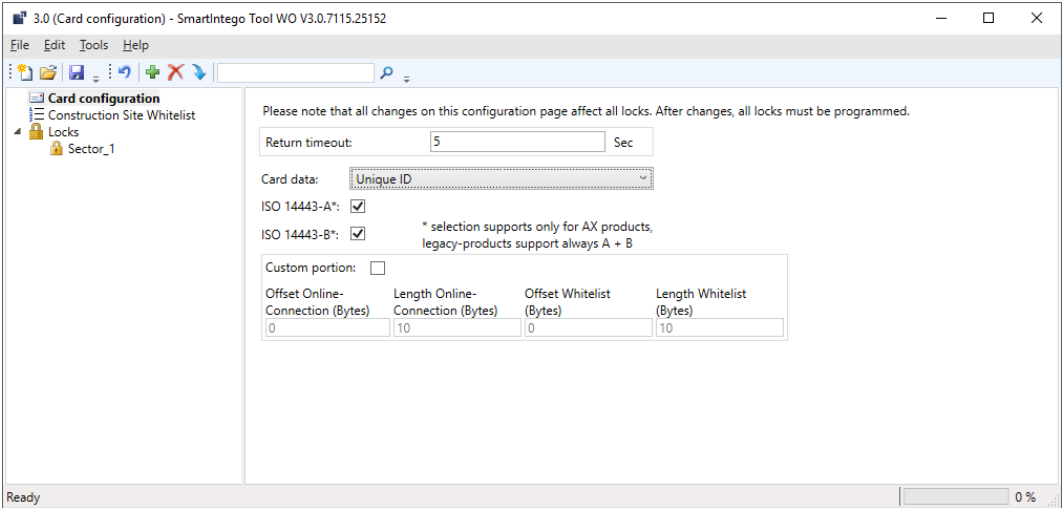 3.0 (Card configuration) - SmartIntego Tool WO V3.0.7115.25152
File Edit Tools Help
Card configuration
Construction Site Whitelist
Locks
Sector_1
Please note that all changes on this configuration page affect all locks. After changes, all locks must be programmed.
Return timeout: 5 Sec
Card data: Unique ID
ISO 14443-A*:
ISO 14443-B*:
* selection supports only for AX products,
legacy-products support always A + B
Custom portion:
Offset Online-
Connection (Bytes)
Length Online-
Connection (Bytes)
Offset Whitelist
(Bytes)
Length Whitelist
(Bytes)
0 10 0 10
Ready 0 %